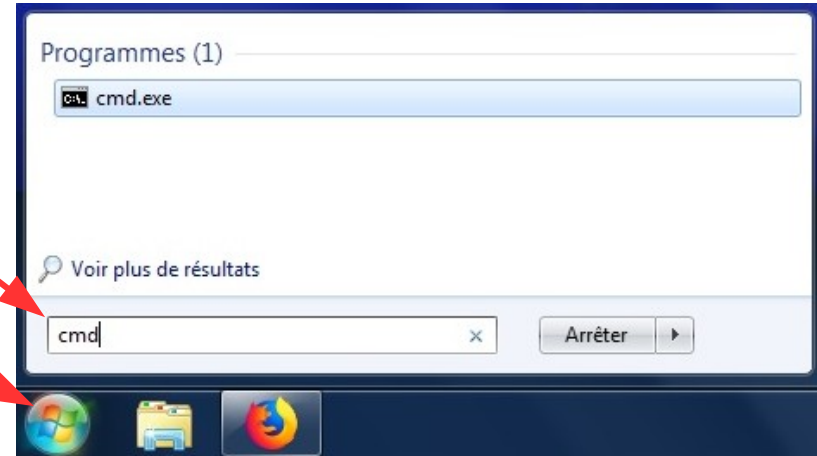 Programmes (1)
C:\. cmd.exe
Voir plus de résultats
cmd
Arrêter